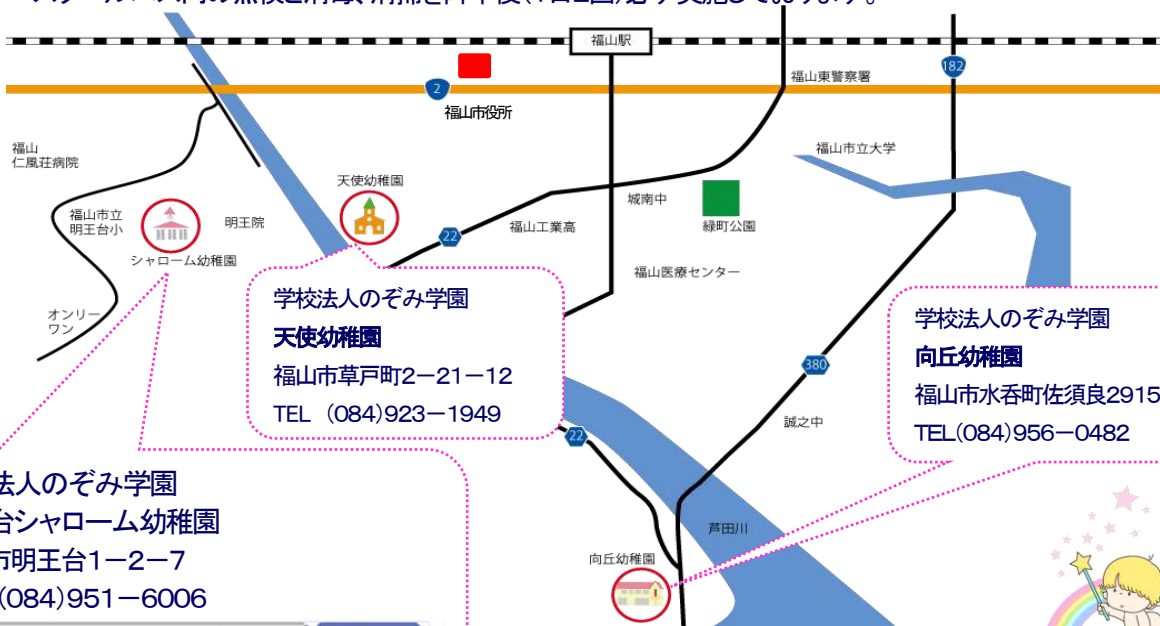 福山駅
182
福山東警察署
2
福山市役所
福山
仁風荘病院
福山市立大学
天使幼稚園
城南中
福山市立
明王台小
明王院
22
福山工業高
緑町公園
シャローム幼稚園
福山医療センター
オンリー
ワン
学校法人のぞみ学園
天使幼稚園
福山市草戸町2−21−12
TEL (084)923−1949
学校法人のぞみ学園
向丘幼稚園
福山市水呑町佐須良2915
TEL(084)956−0482
380
誠之中
22
法人のぞみ学園
台シャローム幼稚園
市明王台1−2−7
(084)951−6006
芦田川
向丘幼稚園